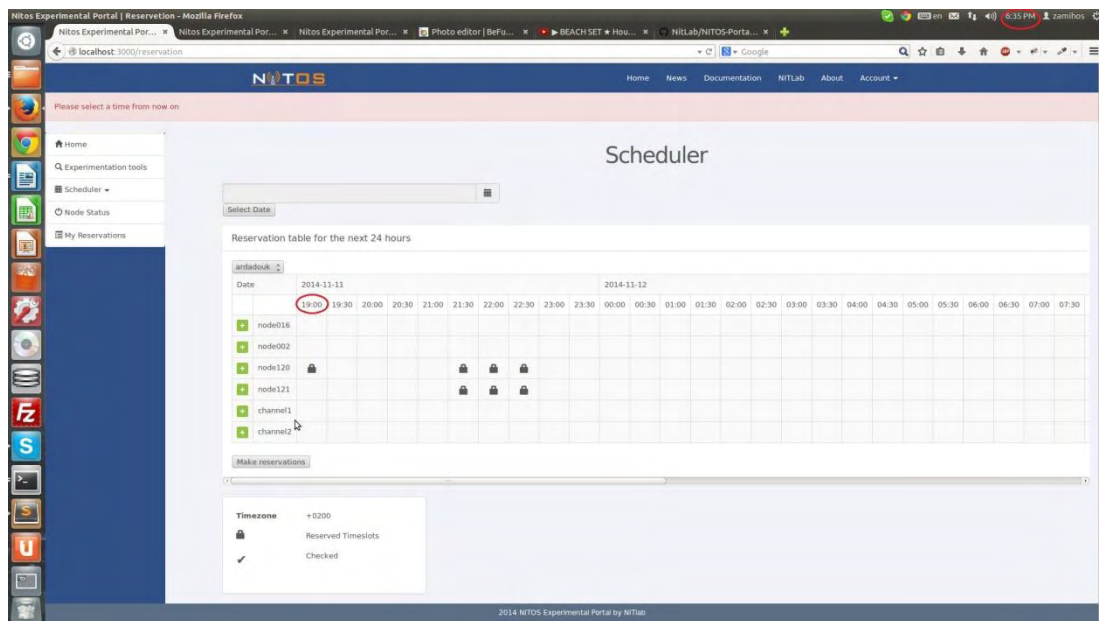 Nitos Experimental Portal | Reservetion - Mozilla Firefox
en
6:35 PM
zamihos
Nitos Experimental Por... × Nitos Experimental Por... × Nitos Experimental Por... × Photo editor | BeFu... × ▶ BEACH SET ★ Hou... × NitLab/NITOS-Porta... ×
localhost:3000/reservation
Google
NITOS
Home News Documentation NITLab About Account
Please select a time from now on
Home
Experimentation tools
Scheduler
Node Status
My Reservations
Scheduler
Select Date
Reservation table for the next 24 hours
ardadouk
Date 2014-11-11 2014-11-12
19:00 19:30 20:00 20:30 21:00 21:30 22:00 22:30 23:00 23:30 00:00 00:30 01:00 01:30 02:00 02:30 03:00 03:30 04:00 04:30 05:00 05:30 06:00 06:30 07:00 07:30
node016
node002
node120
node121
channel1
channel2
Make reservations
Timezone +0200
Reserved Timeslots
Checked
2014 NITOS Experimental Portal by NITlab